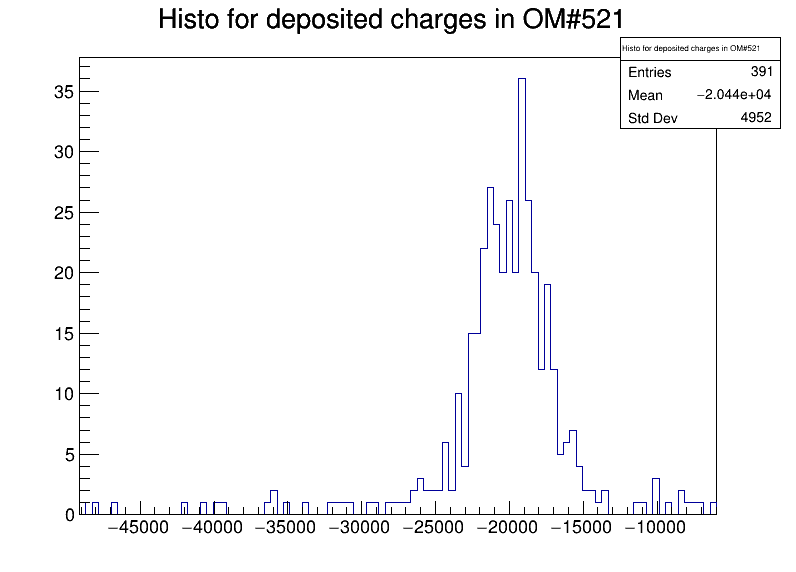 Histo for deposited charges in OM#521
Histo for deposited charges in OM#521
Entries 391
Mean −2.044e+04
Std Dev 4952
35
30
25
20
15
10
5
0
−45000 −40000 −35000 −30000 −25000 −20000 −15000 −10000